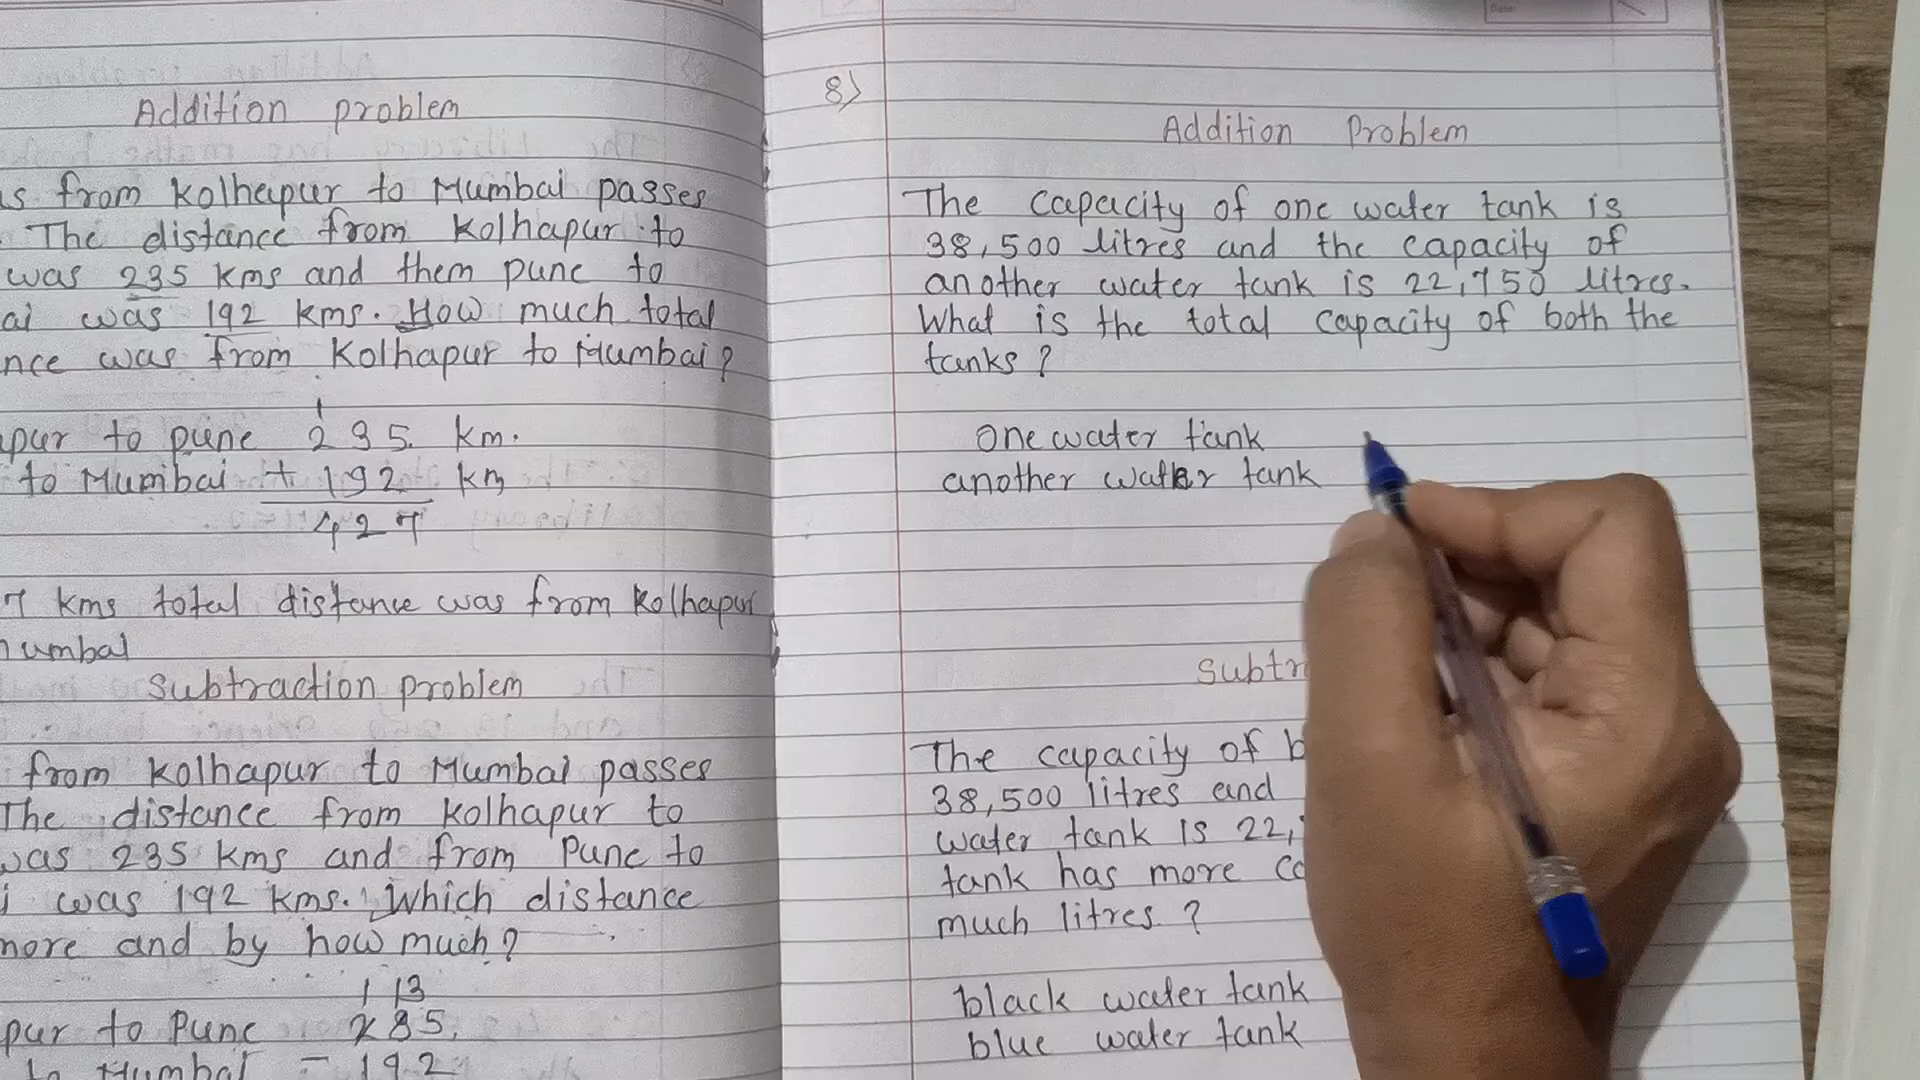 Addition problem
s from Kolhapur to Mumbai passes
The distance from Kolhapur to
was 235 kms and them pune to
ai was 192 kms. How much total
nce was from Kolhapur to Mumbai?
pur to pune 235 km.
to Mumbai + 192 km
427
7 kms total distance was from Kolhapur
umbai
Subtraction problem
from Kolhapur to Mumbai passes
The distance from Kolhapur to
was 235 kms and from Pune to
i was 192 kms. Which distance
more and by how much?
1 13
pur to Pune 235.
to Mumbai - 192
8)
Addition Problem
The capacity of one water tank is
38,500 litres and the capacity of
another water tank is 22,750 litres.
What is the total capacity of both the
tanks ?
One water tank
another water tank
Subtr
The capacity of b
38,500 litres and
water tank is 22,
tank has more co
much litres ?
black water tank
blue water tank